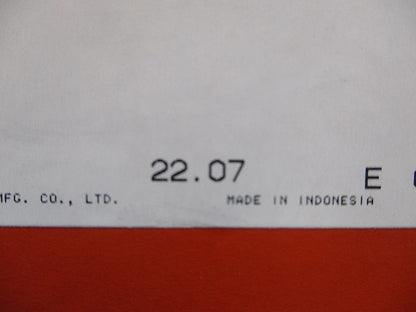 22.07 E
MFG. CO., LTD. MADE IN INDONESIA